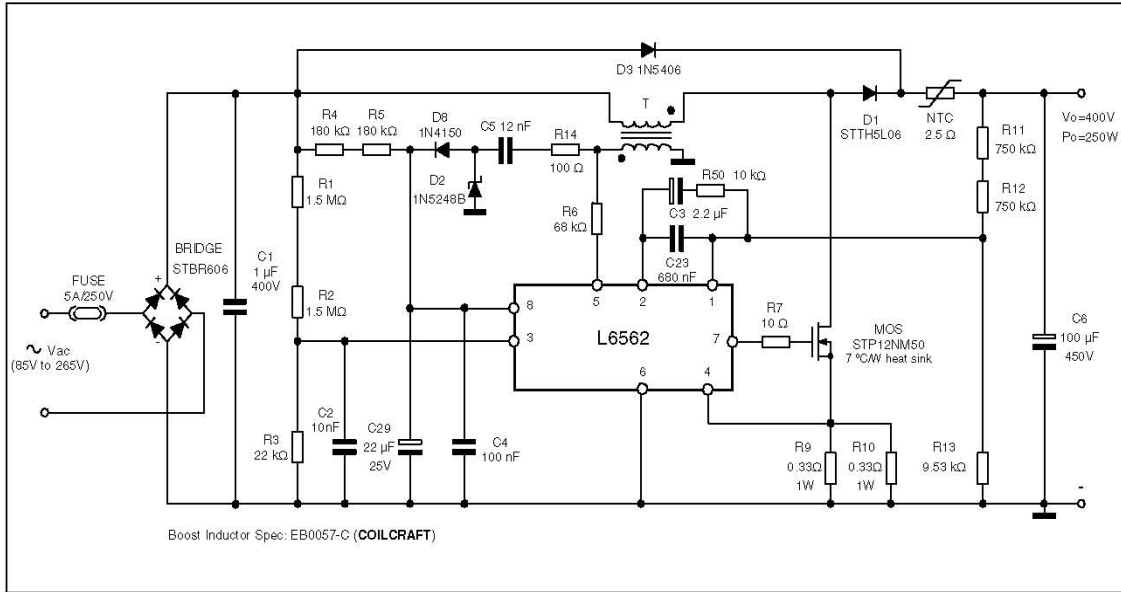 D3 1N5406
T
R4
180 kΩ
R5
180 kΩ
D8
1N4150
C5 12 nF
R14
100 Ω
D1
STTH5L06
NTC
2.5 Ω
Vo=400V
Po=250W
R11
750 kΩ
R12
750 kΩ
D2
1N5248B
R50 10 kΩ
C3 2.2 µF
R6
68 kΩ
C23
680 nF
R1
1.5 MΩ
BRIDGE
STBR606
+
-
C1
1 µF
400V
FUSE
5A/250V
R2
1.5 MΩ
5
2
1
8
3
L6562
7
6
4
R7
10 Ω
MOS
STP12NM50
7 ºC/W heat sink
C6
100 µF
450V
~ Vac
(85V to 265V)
R3
22 kΩ
C2
10nF
C29
22 µF
25V
C4
100 nF
R9
0.33Ω
1W
R10
0.33Ω
1W
R13
9.53 kΩ
-
Boost Inductor Spec: EB0057-C (COILCRAFT)